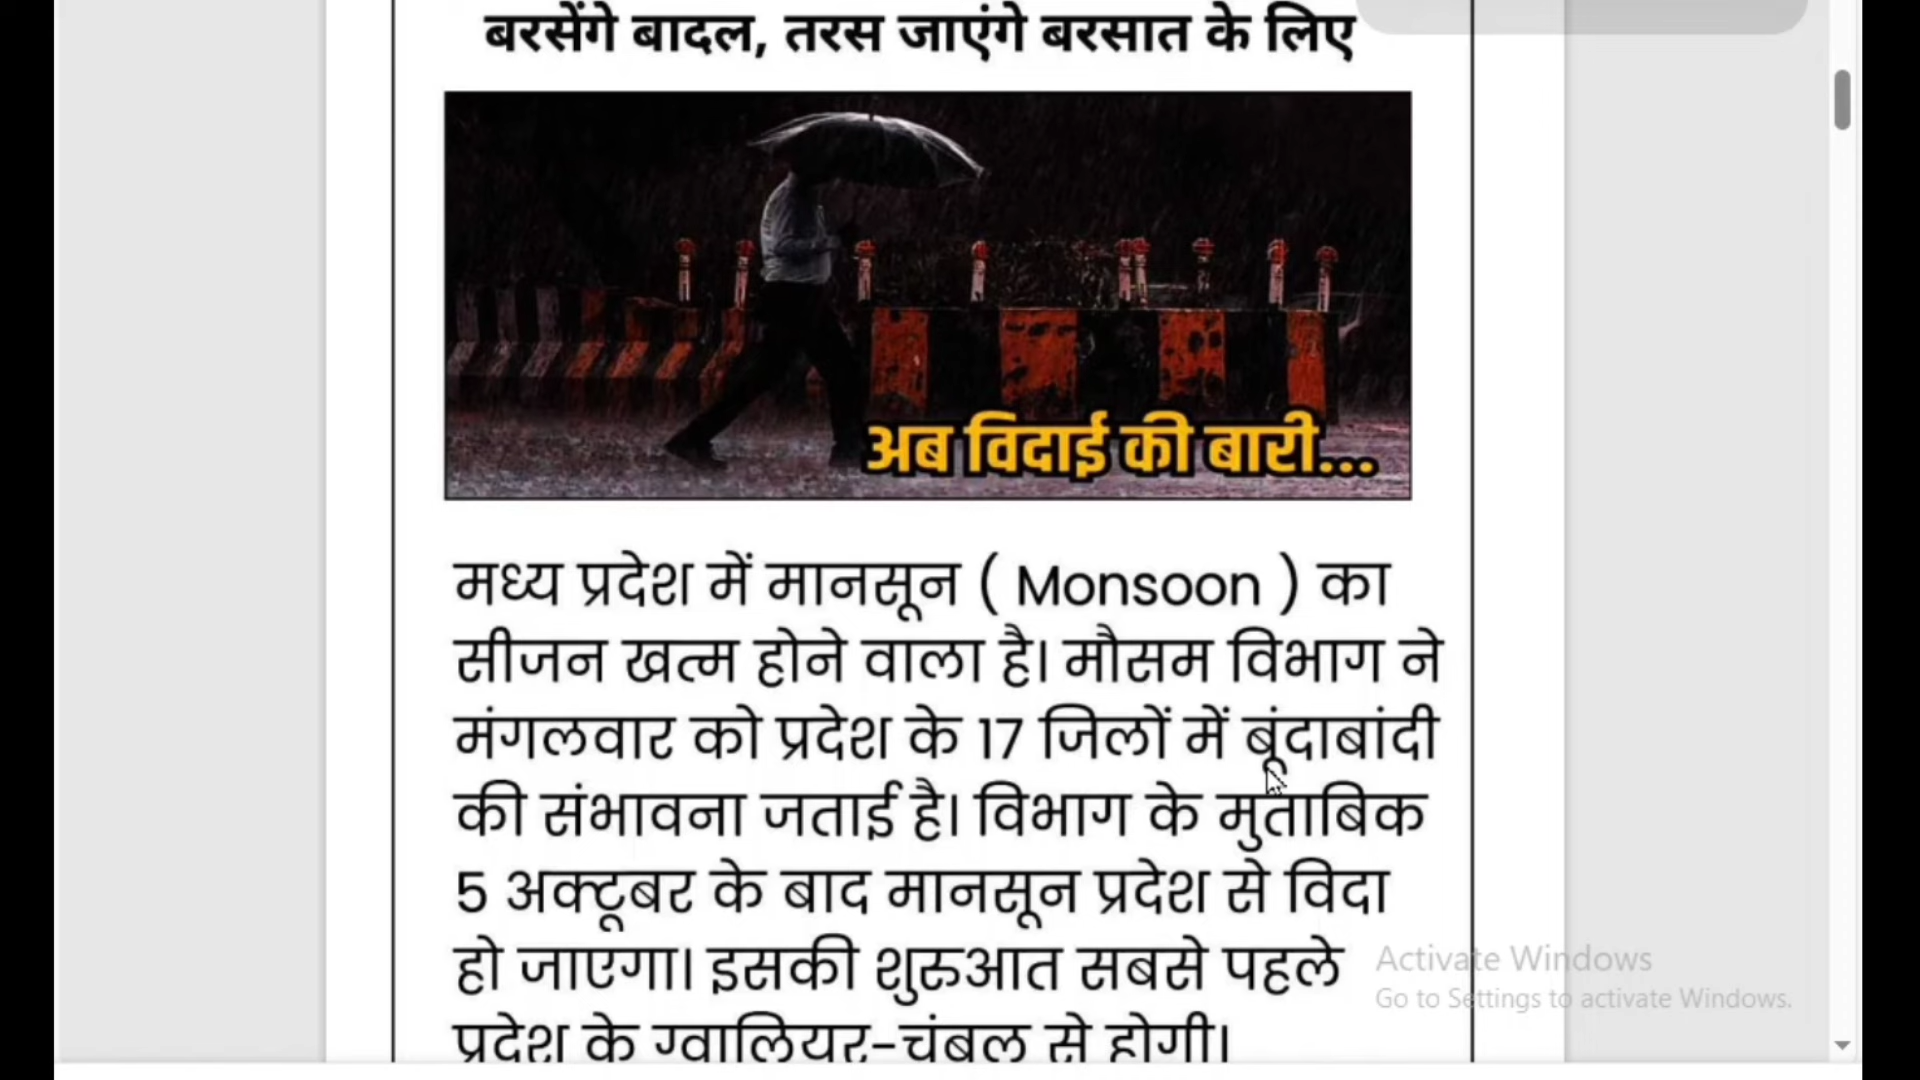 बरसेंगे बादल, तरस जाएंगे बरसात के लिए
अब विदाई की बारी...
मध्य प्रदेश में मानसून ( Monsoon ) का
सीजन खत्म होने वाला है। मौसम विभाग ने
मंगलवार को प्रदेश के 17 जिलों में बूंदाबांदी
की संभावना जताई है। विभाग के मुताबिक
5 अक्टूबर के बाद मानसून प्रदेश से विदा
हो जाएगा। इसकी शुरुआत सबसे पहले
प्रदेश के ग्वालियर-चंबल से होगी।
Activate Windows
Go to Settings to activate Windows.